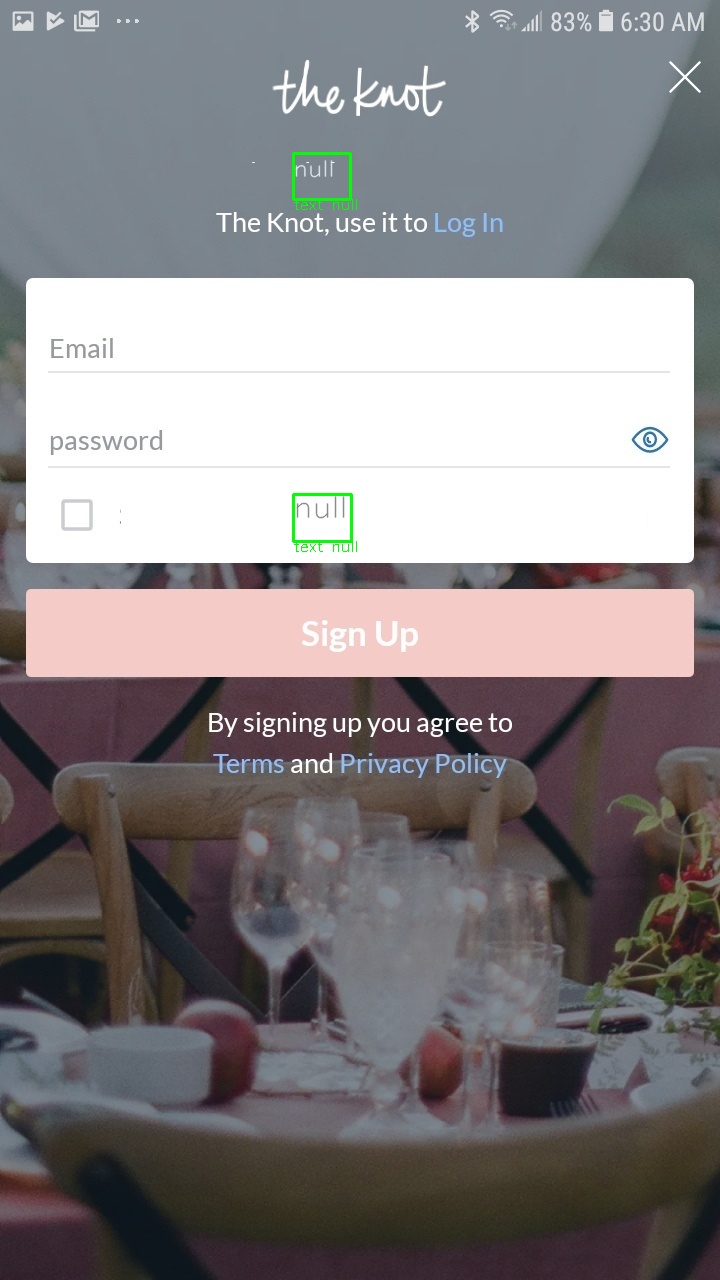 83% 6:30 AM
the knot
null
text null
The Knot, use it to Log In
Email
password
null
text null
Sign Up
By signing up you agree to
Terms and Privacy Policy